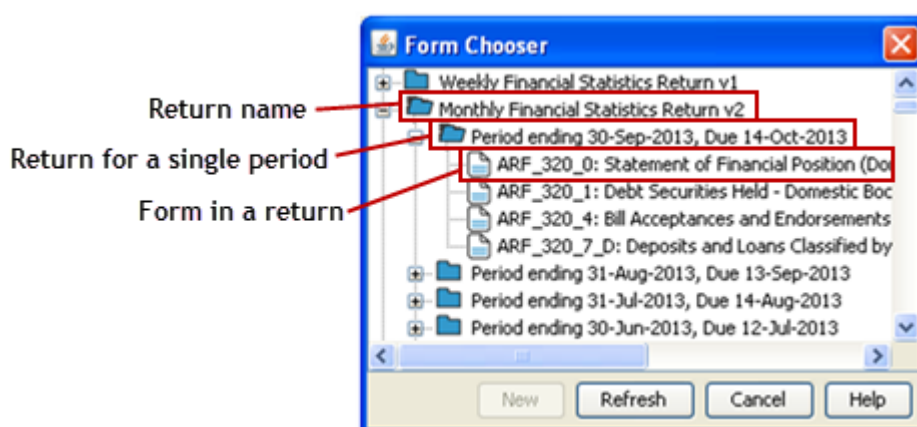 Form Chooser
Weekly Financial Statistics Return v1
Return name
Monthly Financial Statistics Return v2
Return for a single period
Period ending 30-Sep-2013, Due 14-Oct-2013
Form in a return
ARF_320_0: Statement of Financial Position (Do
ARF_320_1: Debt Securities Held - Domestic Boc
ARF_320_4: Bill Acceptances and Endorsements
ARF_320_7_D: Deposits and Loans Classified by
Period ending 31-Aug-2013, Due 13-Sep-2013
Period ending 31-Jul-2013, Due 14-Aug-2013
Period ending 30-Jun-2013, Due 12-Jul-2013
New Refresh Cancel Help